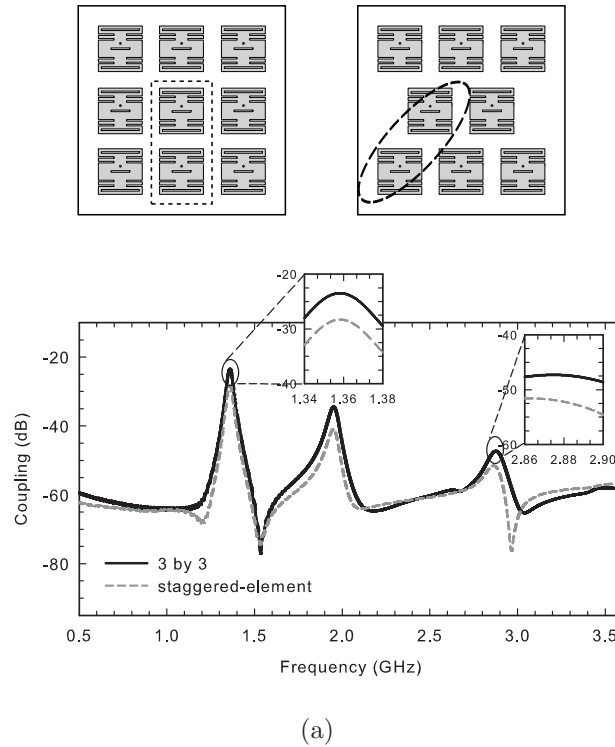 -20
-30
-40
1.34 1.36 1.38
-40
-50
-60
2.86 2.88 2.90
Coupling (dB)
-20
-40
-60
-80
3 by 3
staggered-element
0.5 1.0 1.5 2.0 2.5 3.0 3.5
Frequency (GHz)
(a)